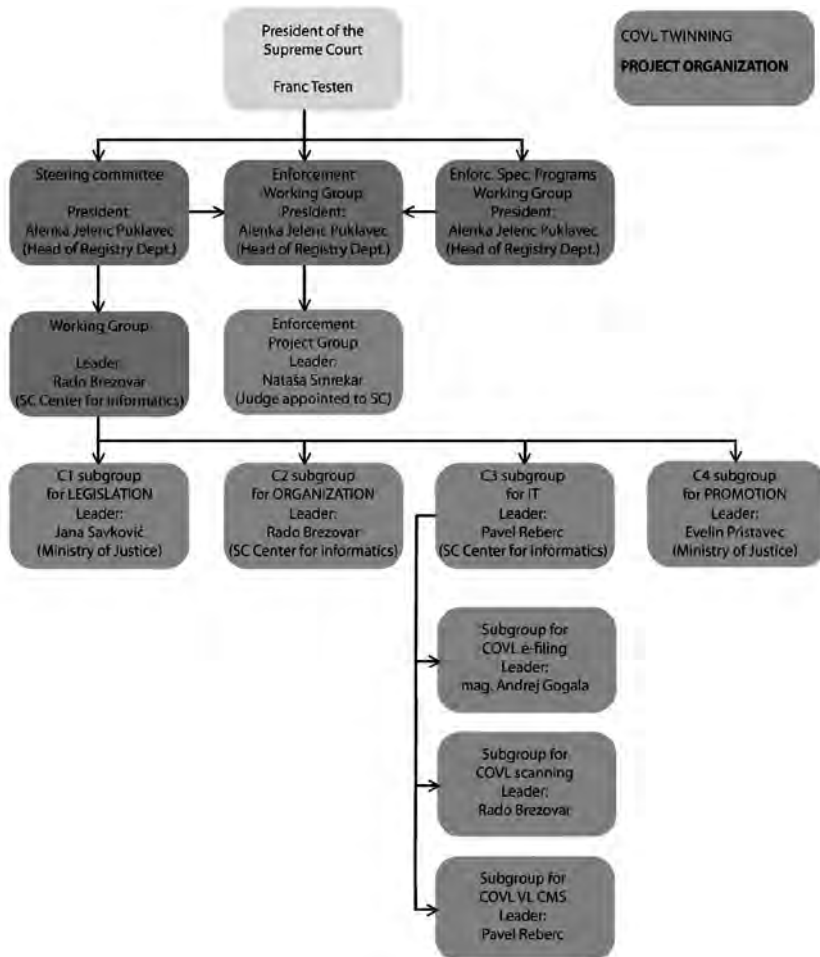 President of the
Supreme Court
Franc Testen
COVL TWINNING
PROJECT ORGANIZATION
Steering committee
President:
Alenka Jelenc Puklavec
(Head of Registry Dept.)
Enforcement
Working Group
President:
Alenka Jelenc Puklavec
(Head of Registry Dept.)
Enforc. Spec. Programs
Working Group
President:
Alenka Jelenc Puklavec
(Head of Registry Dept.)
Working Group
Leader:
Rado Brezovar
(SC Center for informatics)
Enforcement
Project Group
Leader:
Nataša Smrekar
(Judge appointed to SC)
C1 subgroup
for LEGISLATION
Leader:
Jana Savković
(Ministry of Justice)
C2 subgroup
for ORGANIZATION
Leader:
Rado Brezovar
(SC Center for informatics)
C3 subgroup
for IT
Leader:
Pavel Reberc
(SC Center for informatics)
C4 subgroup
for PROMOTION
Leader:
Evelin Pristavec
(Ministry of Justice)
Subgroup for
COVL e-filing
Leader:
mag. Andrej Gogala
Subgroup for
COVL scanning
Leader:
Rado Brezovar
Subgroup for
COVL VL CMS
Leader:
Pavel Reberc